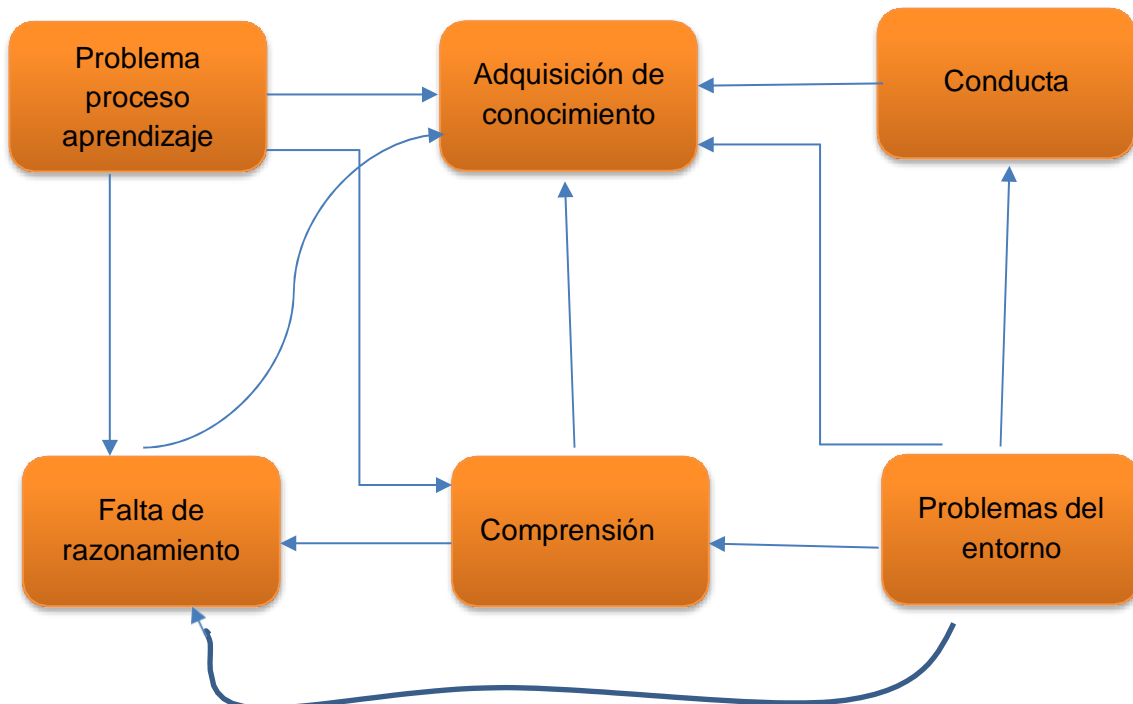 Problema
proceso
aprendizaje
Adquisición de
conocimiento
Conducta
Falta de
razonamiento
Comprensión
Problemas del
entorno